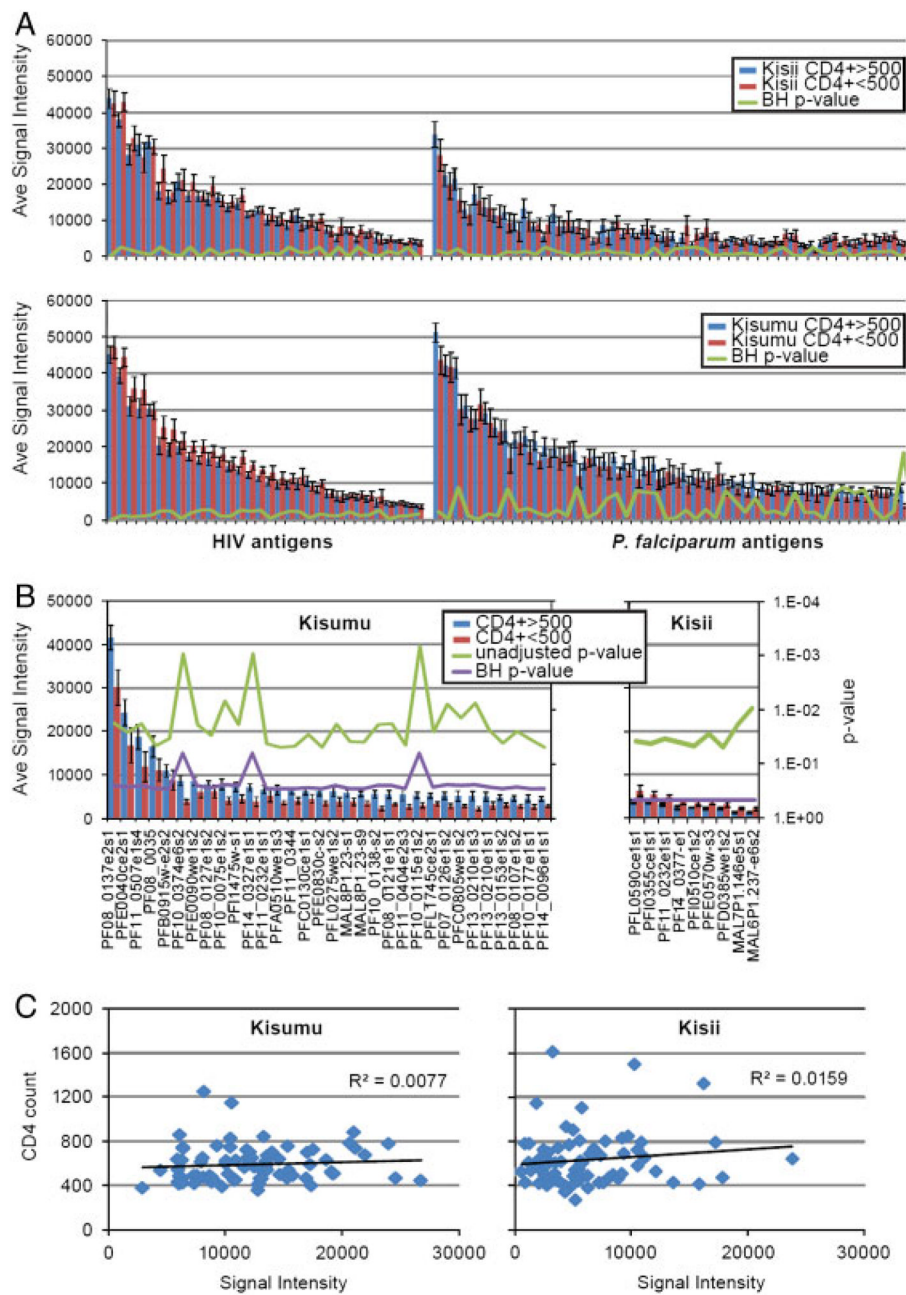 A
Ave Signal Intensity
60000
50000
40000
30000
20000
10000
0
Kisii CD4+>500
Kisii CD4+<500
BH p-value
Ave Signal Intensity
60000
50000
40000
30000
20000
10000
0
Kisumu CD4+>500
Kisumu CD4+<500
BH p-value
HIV antigens
P. falciparum antigens
B
Ave Signal Intensity
50000
40000
30000
20000
10000
0
Kisumu
CD4+>500
CD4+<500
unadjusted p-value
BH p-value
Kisii
1.E-04
1.E-03
1.E-02
1.E-01
1.E+00
p-value
PF08_0137e2s1
PFE0040ce2s1
PF11_0507e1s4
PF08_0035
PFB0915w-e2s2
PF10_0374e6s2
PFE0090we1s2
PF08_0127e1s2
PF10_0075e1s2
PFI1475w-s1
PF14_0327e1s1
PF11_0232e1s1
PFA0510we1s3
PF11_0344
PFC0130ce1s1
PFE0830c-s2
PFL0275we1s1
MAL8P1.23-s1
MAL8P1.23-s9
PF10_0138-s2
PF08_0121e1s1
PF11_0404e2s3
PF10_0115e1s2
PFL1745ce2s1
PF07_0126e1s2
PFC0805we1s2
PF13_0210e1s3
PF13_0210e1s1
PF13_0153e1s2
PF08_0107e1s2
PF10_0177e1s1
PF14_0096e1s1
PFL0590ce1s1
PFI0355ce1s1
PF11_0232e1s1
PF14_0377-e1
PFI0510ce1s2
PFE0570w-s3
PFD0385we1s2
MAL7P1.146e5s1
MAL6P1.237-e6s2
C
CD4 count
2000
1600
1200
800
400
0
Kisumu
R² = 0.0077
0 10000 20000 30000
Signal Intensity
Kisii
R² = 0.0159
0 10000 20000 30000
Signal Intensity